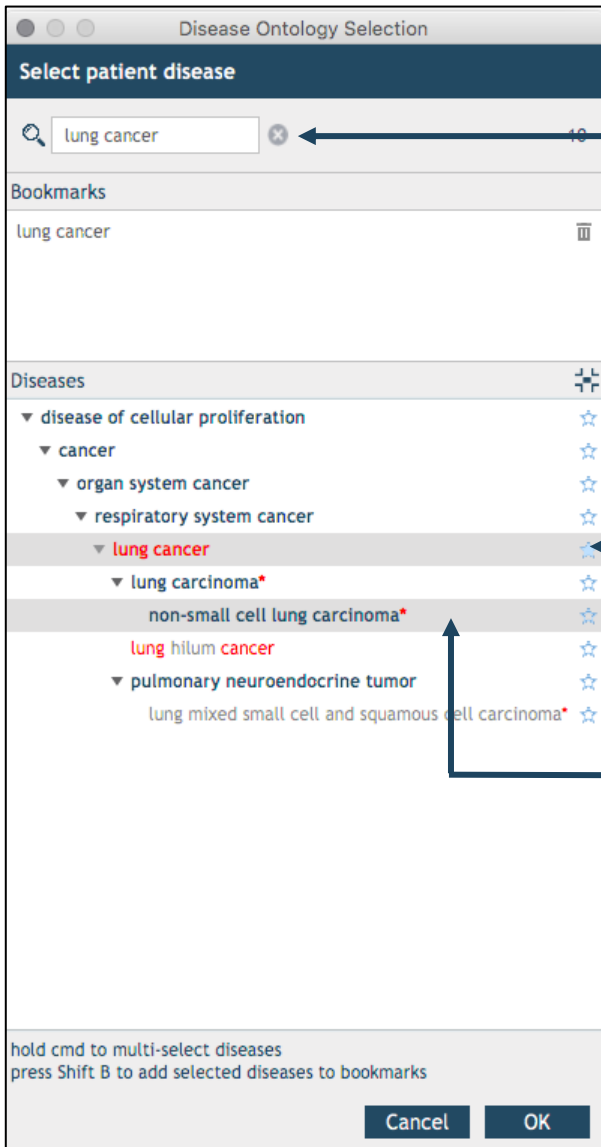 Disease Ontology Selection
Select patient disease
lung cancer
10
Bookmarks
lung cancer
Diseases
disease of cellular proliferation
cancer
organ system cancer
respiratory system cancer
lung cancer
lung carcinoma*
non-small cell lung carcinoma*
lung hilum cancer
pulmonary neuroendocrine tumor
lung mixed small cell and squamous cell carcinoma*
hold cmd to multi-select diseases
press Shift B to add selected diseases to bookmarks
Cancel OK